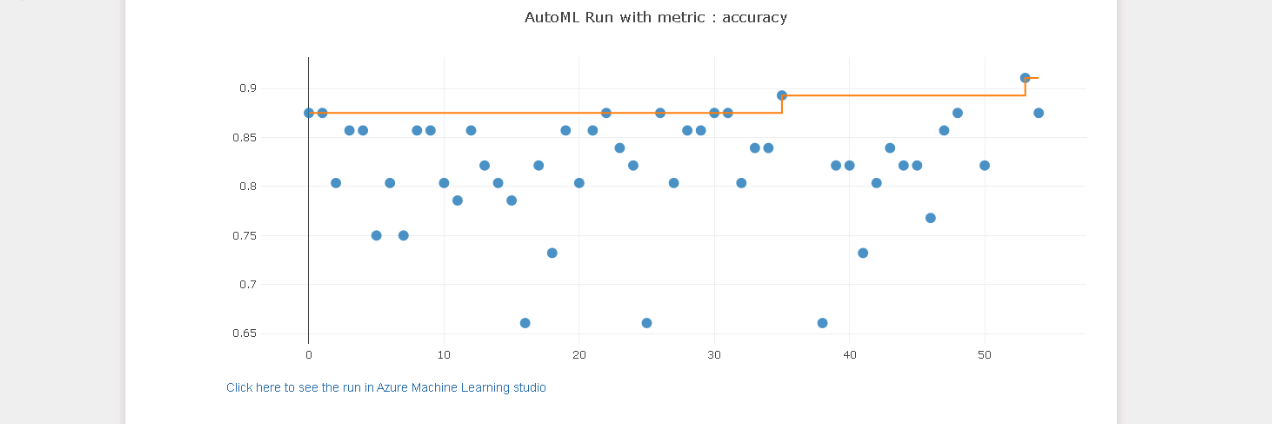 AutoML Run with metric : accuracy
0.9
0.85
0.8
0.75
0.7
0.65
0 10 20 30 40 50
Click here to see the run in Azure Machine Learning studio